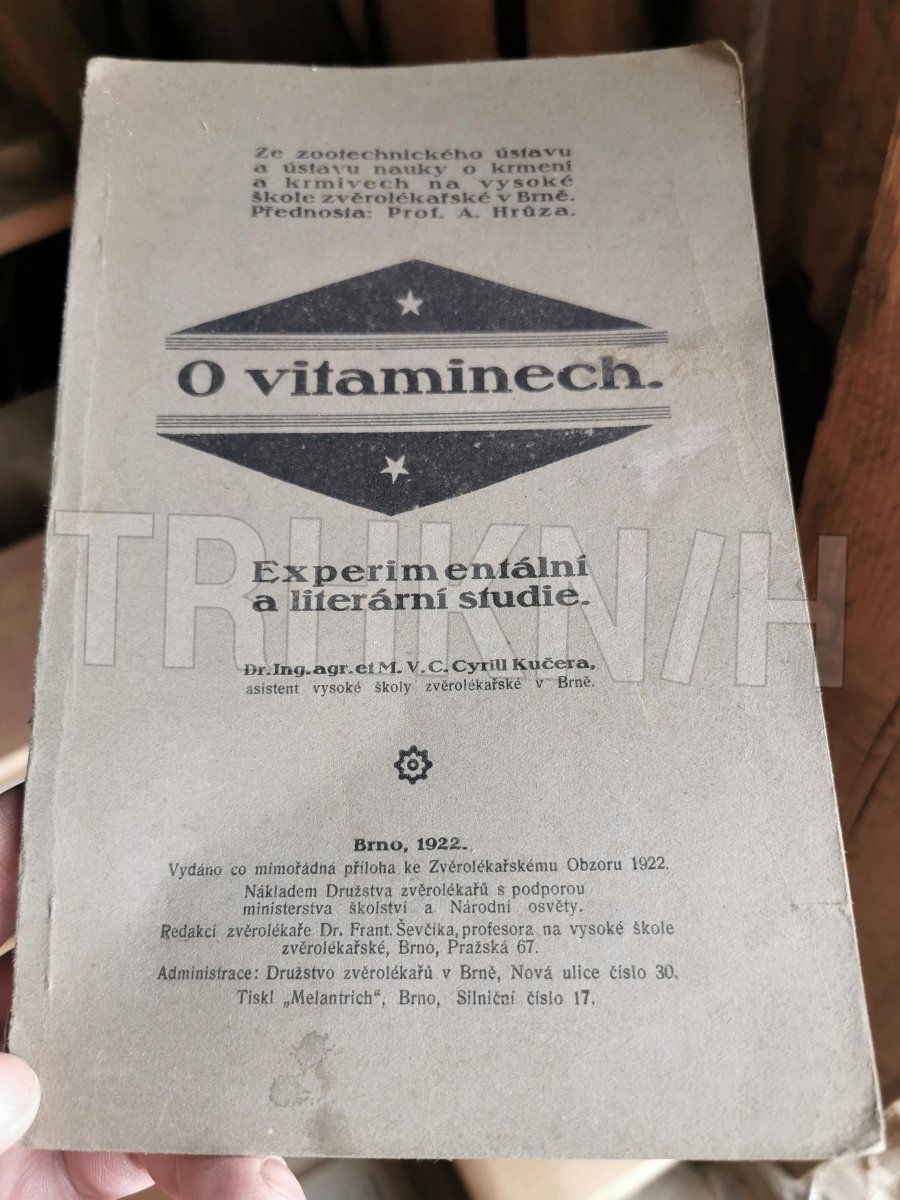 Ze zootechnického ústavu
a ústavu nauky o krmení
a krmivech na vysoké
škole zvěrolékařské v Brně.
Přednosta: Prof. A. Hrůza.
O vitaminech.
TRHKN/H
Experimentální
a literární studie.
Dr. Ing. agr. et M. V. C. Cyrill Kučera,
asistent vysoké školy zvěrolékařské v Brně.
Brno, 1922.
Vydáno co mimořádná příloha ke Zvěrolékařskému Obzoru 1922.
Nákladem Družstva zvěrolékařů s podporou
ministerstva školství a Národní osvěty.
Redakcí zvěrolékaře Dr. Frant. Ševčíka, profesora na vysoké škole
zvěrolékařské, Brno, Pražská 67.
Administrace: Družstvo zvěrolékařů v Brně, Nová ulice číslo 30.
Tiskl „Melantrich“, Brno, Silniční číslo 17.